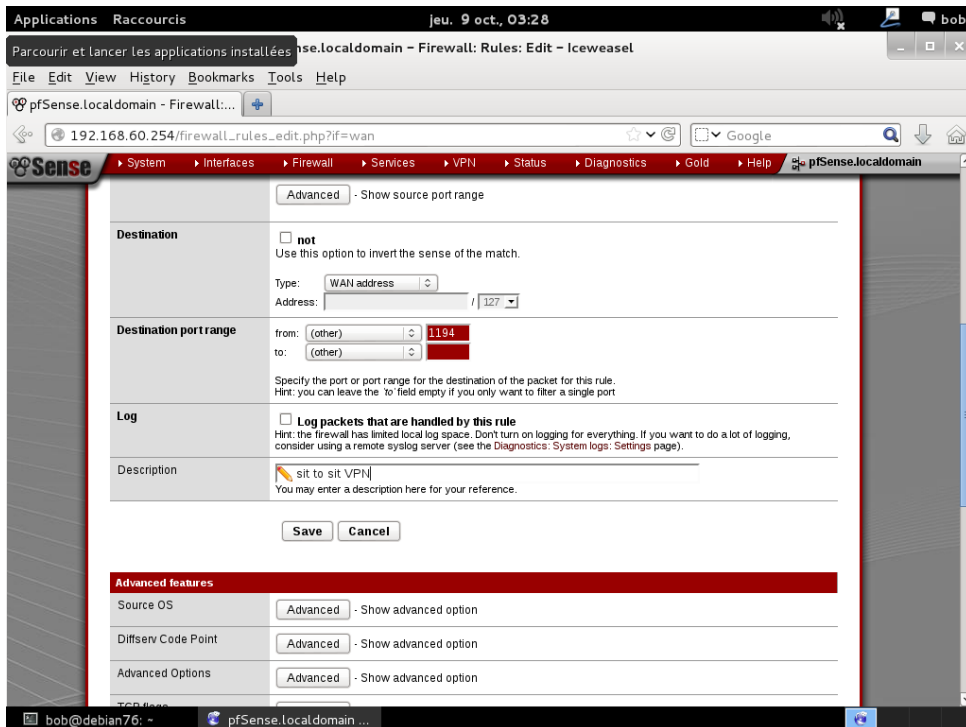 Applications Raccourcis jeu. 9 oct., 03:28 bob
Parcourir et lancer les applications installées nse.localdomain – Firewall: Rules: Edit – Iceweasel
File Edit View History Bookmarks Tools Help
pfSense.localdomain - Firewall:...
192.168.60.254/firewall_rules_edit.php?if=wan Google
Sense System Interfaces Firewall Services VPN Status Diagnostics Gold Help pfSense.localdomain
Advanced - Show source port range
Destination not
Use this option to invert the sense of the match.
Type: WAN address
Address: / 127
Destination port range from: (other) 1194
to: (other)
Specify the port or port range for the destination of the packet for this rule.
Hint: you can leave the 'to' field empty if you only want to filter a single port
Log Log packets that are handled by this rule
Hint: the firewall has limited local log space. Don't turn on logging for everything. If you want to do a lot of logging,
consider using a remote syslog server (see the Diagnostics: System logs: Settings page).
Description sit to sit VPN
You may enter a description here for your reference.
Save Cancel
Advanced features
Source OS Advanced - Show advanced option
Diffserv Code Point Advanced - Show advanced option
Advanced Options Advanced - Show advanced option
TCP flags
bob@debian76: ~ pfSense.localdomain ...